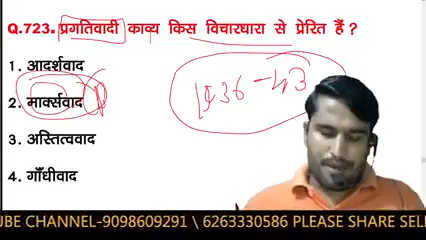 Q.723. प्रगतिवादी काव्य किस विचारधारा से प्रेरित हैं ?
1. आदर्शवाद
2. मार्क्सवाद
1936-43
3. अस्तित्ववाद
4. गाँधीवाद
UBE CHANNEL-9098609291 \ 6263330586 PLEASE SHARE SEL